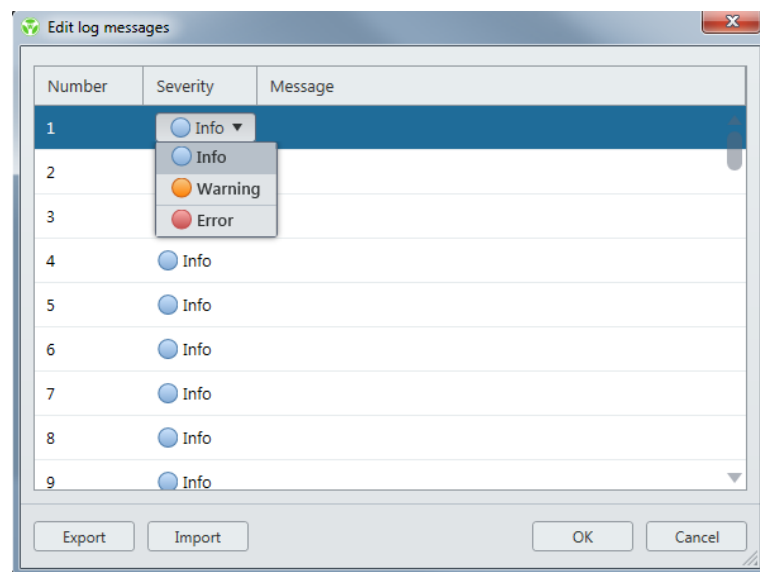 Edit log messages
Number Severity Message
1 Info
Info
2
Warning
3
Error
4 Info
5 Info
6 Info
7 Info
8 Info
9 Info
Export Import OK Cancel